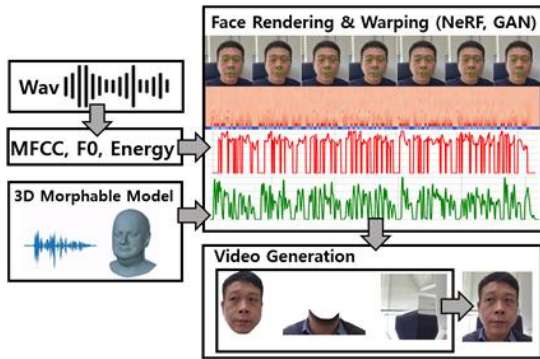 Face Rendering & Warping (NeRF, GAN)
Wav
MFCC, F0, Energy
3D Morphable Model
Video Generation